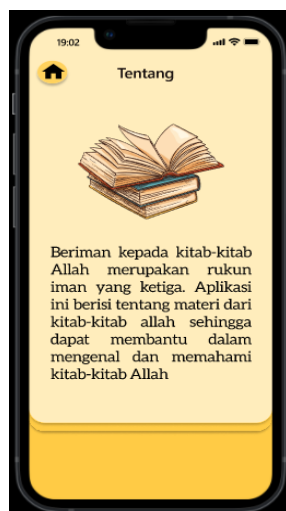 19:02
Tentang
Beriman kepada kitab-kitab
Allah merupakan rukun
iman yang ketiga. Aplikasi
ini berisi tentang materi dari
kitab-kitab allah sehingga
dapat membantu dalam
mengenal dan memahami
kitab-kitab Allah